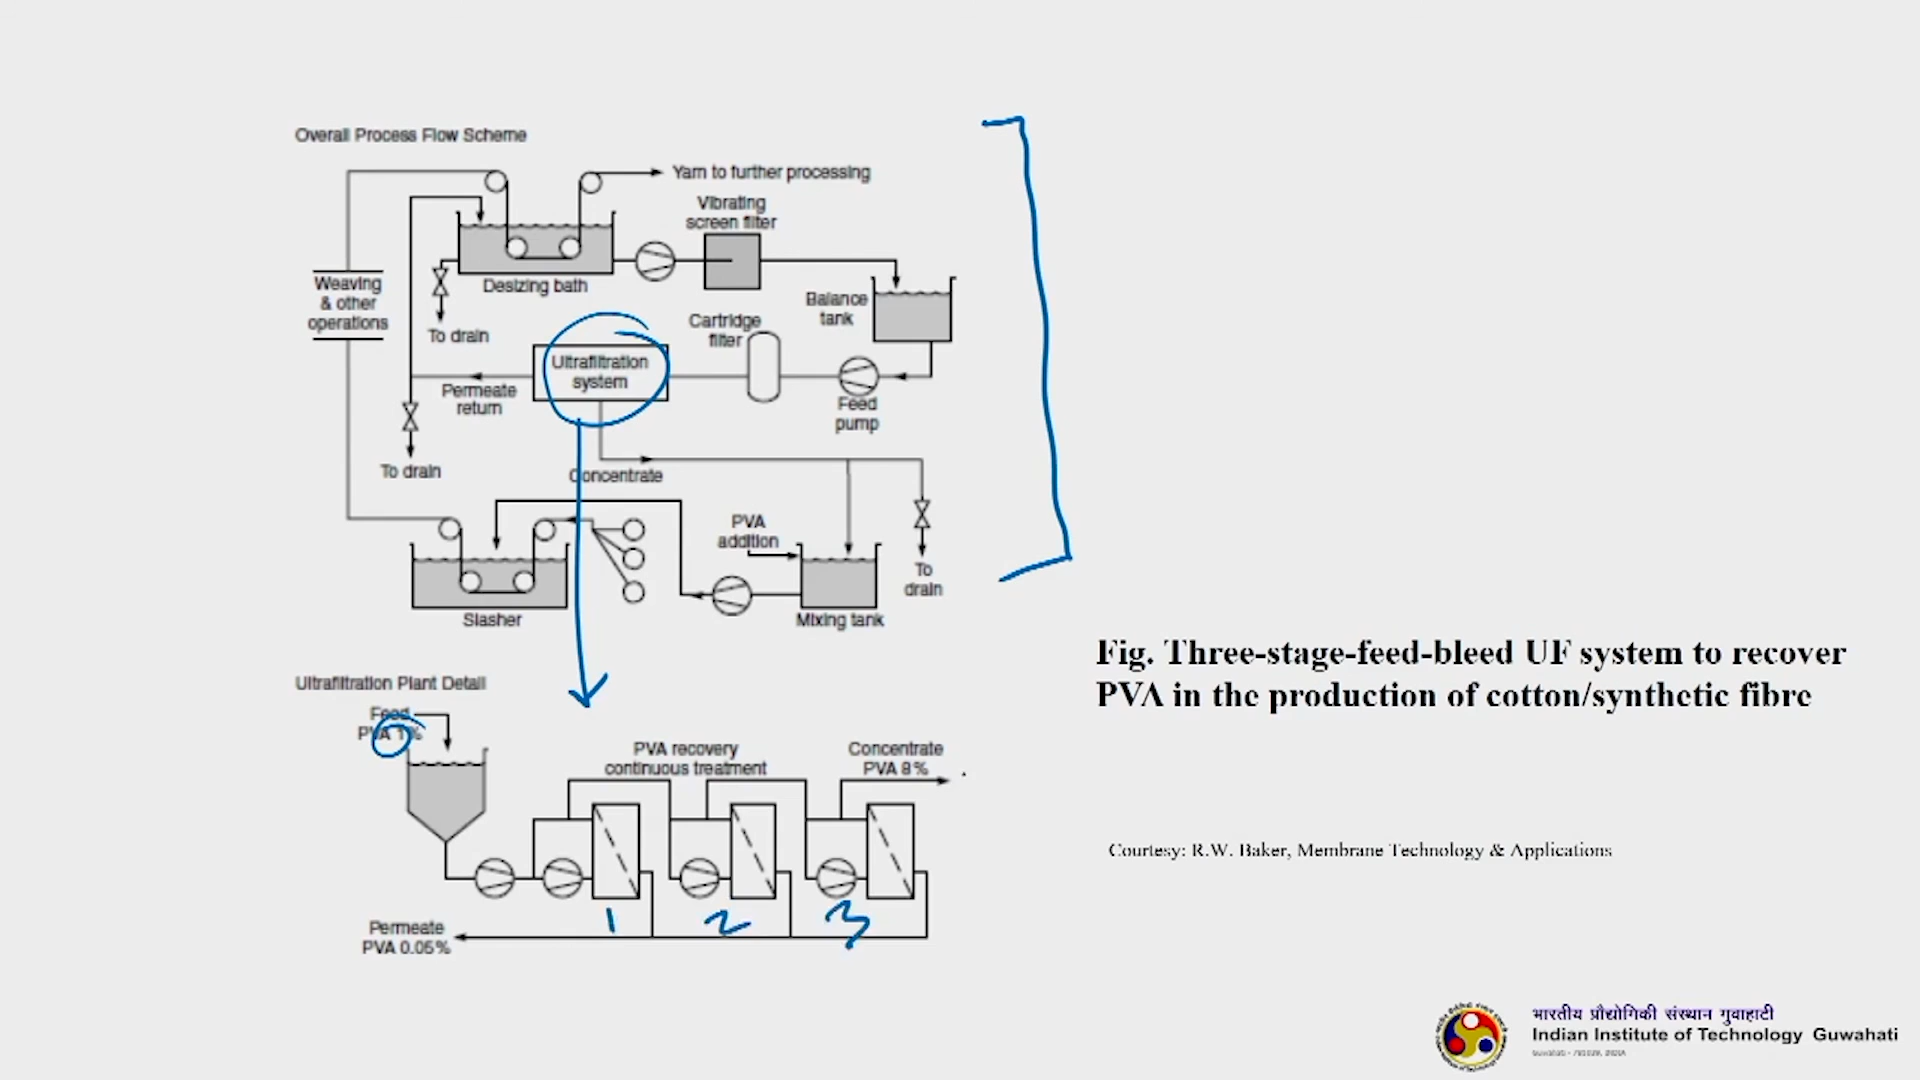 Overall Process Flow Scheme
Yarn to further processing
Vibrating
screen filter
Weaving
& other
operations
Desizing bath
Balance
tank
To drain
Cartridge
filter
Ultrafiltration
system
Permeate
return
Feed
pump
To drain
Concentrate
PVA
addition
To
drain
Slasher
Mixing tank
Fig. Three-stage-feed-bleed UF system to recover
PVA in the production of cotton/synthetic fibre
Ultrafiltration Plant Detail
Feed
PVA 1%
PVA recovery
continuous treatment
Concentrate
PVA 8%
Courtesy: R.W. Baker, Membrane Technology & Applications
1 2 3
Permeate
PVA 0.05%
भारतीय प्रौद्योगिकी संस्थान गुवाहाटी
Indian Institute of Technology Guwahati